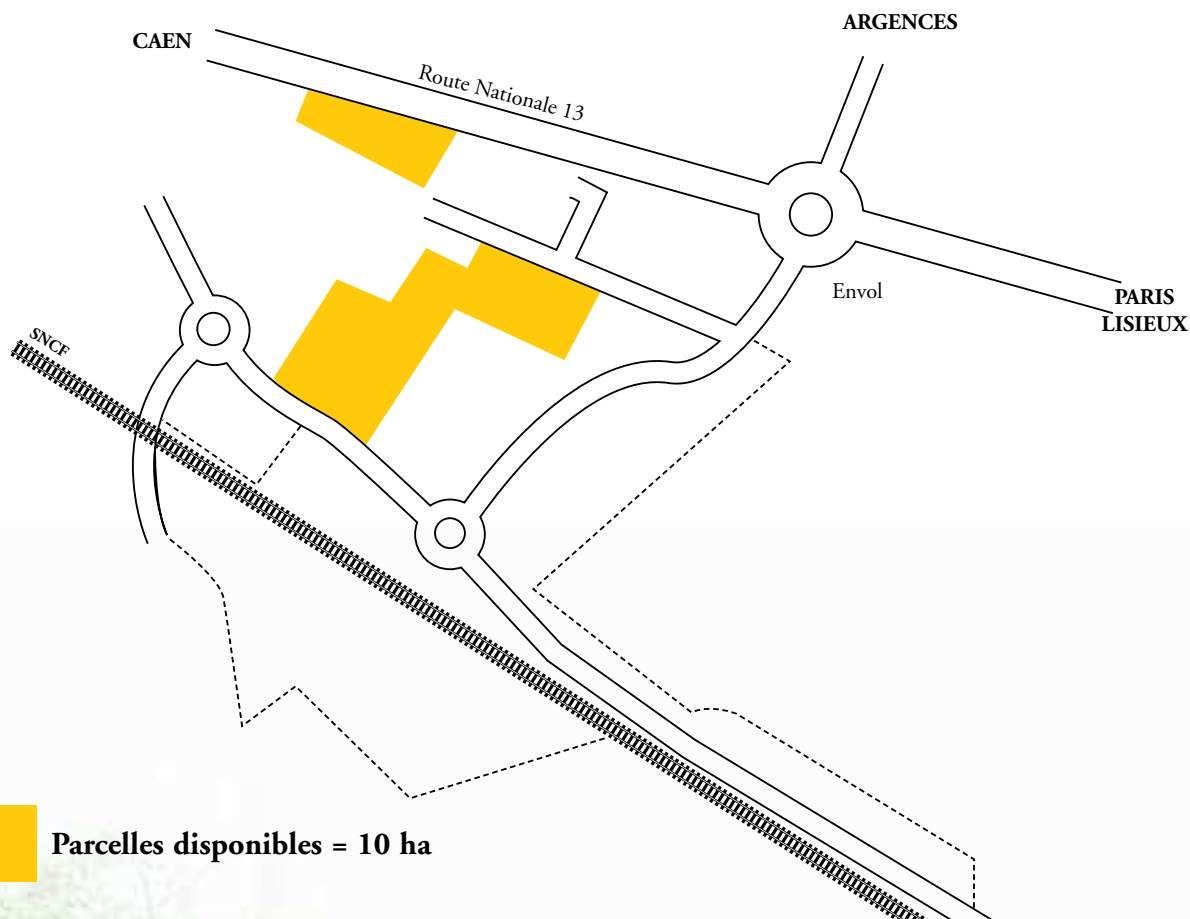 ARGENCES
CAEN
Route Nationale 13
Envol
PARIS
LISIEUX
SNCF
Parcelles disponibles = 10 ha